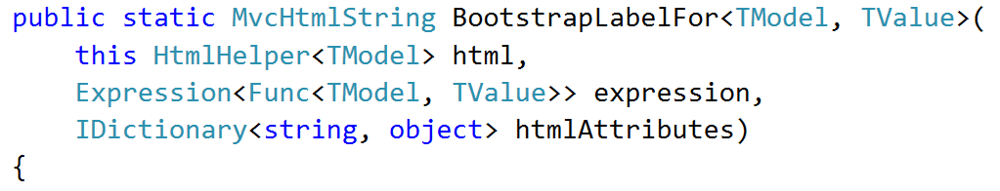 public static MvcHtmlString BootstrapLabelFor<TModel, TValue>(
    this HtmlHelper<TModel> html,
    Expression<Func<TModel, TValue>> expression,
    IDictionary<string, object> htmlAttributes)
{